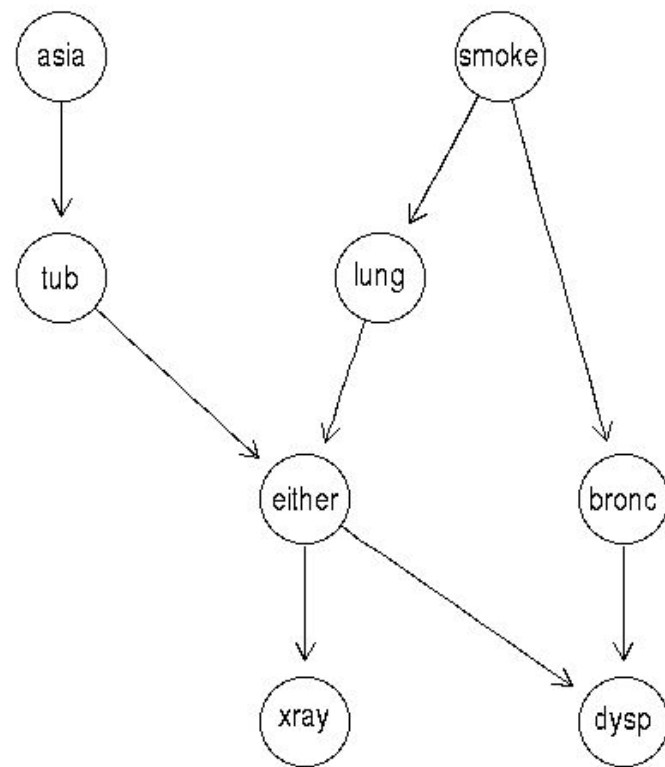 asia
smoke
tub
lung
either
bronc
xray
dysp